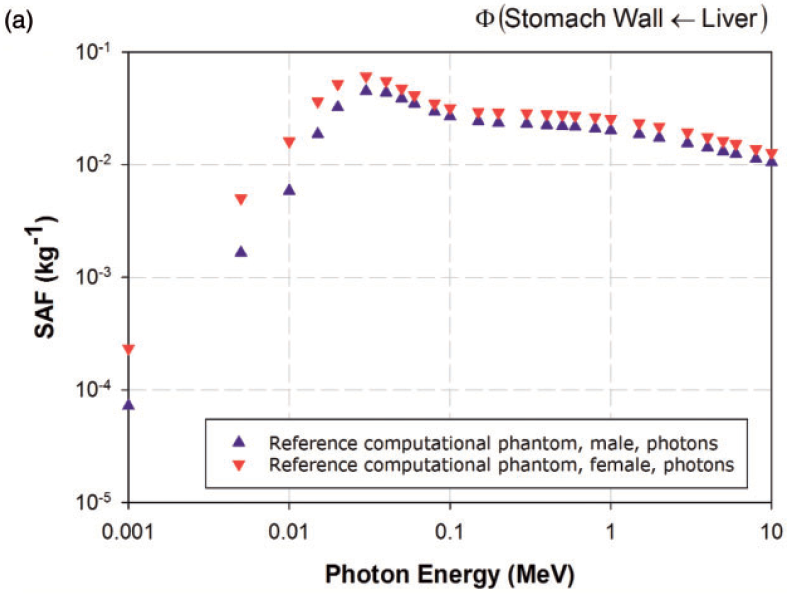 (a)
Φ(Stomach Wall ← Liver)
10⁻¹
10⁻²
10⁻³
10⁻⁴
10⁻⁵
SAF (kg⁻¹)
Reference computational phantom, male, photons
Reference computational phantom, female, photons
0.001 0.01 0.1 1 10
Photon Energy (MeV)